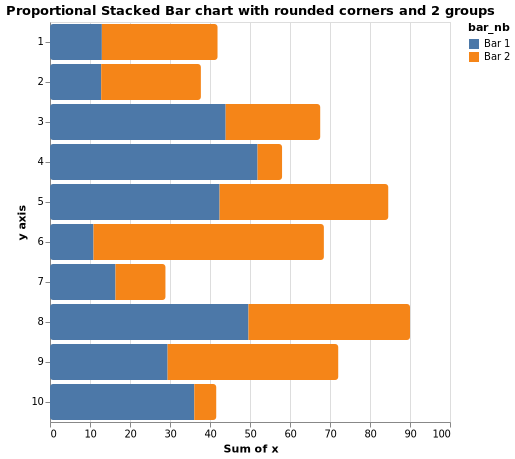 Proportional Stacked Bar chart with rounded corners and 2 groups
bar_nb
Bar 1
Bar 2
y axis
1
2
3
4
5
6
7
8
9
10
0 10 20 30 40 50 60 70 80 90 100
Sum of x